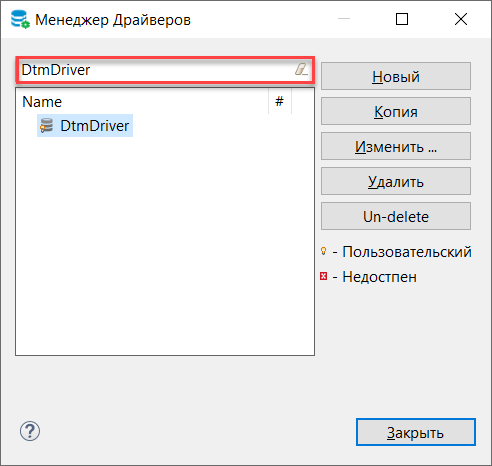 Менеджер Драйверов
DtmDriver
Name #
DtmDriver
Новый
Копия
Изменить ...
Удалить
Un-delete
- Пользовательский
- Недостпен
?
Закрыть